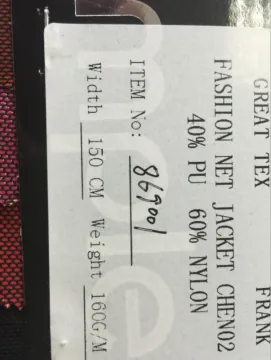 GREAT TEX FRANK
FASHION NET JACKET CHEN02
40% PU 60% NYLON
ITEM No: 869001
Width 150 CM Weight 160G/M